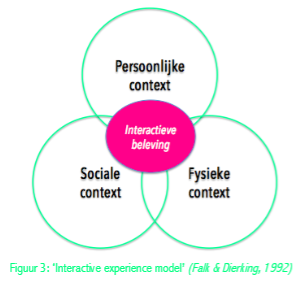 Persoonlijke
context
Interactieve
beleving
Sociale
context
Fysieke
context
Figuur 3: 'Interactive experience model' (Falk & Dierking, 1992)